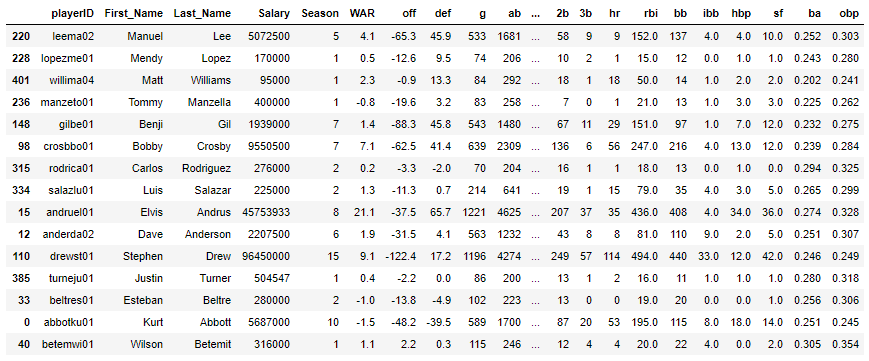 playerID First_Name Last_Name Salary Season WAR off def g ab ... 2b 3b hr rbi bb ibb hbp sf ba obp
220 leema02 Manuel Lee 5072500 5 4.1 -65.3 45.9 533 1681 ... 58 9 9 152.0 137 4.0 4.0 10.0 0.252 0.303
228 lopezme01 Mendy Lopez 170000 1 0.5 -12.6 9.5 74 206 ... 10 2 1 15.0 12 0.0 1.0 1.0 0.243 0.280
401 willima04 Matt Williams 95000 1 2.3 -0.9 13.3 84 292 ... 18 1 18 50.0 14 1.0 2.0 2.0 0.202 0.241
236 manzeto01 Tommy Manzella 400000 1 -0.8 -19.6 3.2 83 258 ... 7 0 1 21.0 13 1.0 3.0 3.0 0.225 0.262
148 gilbe01 Benji Gil 1939000 7 1.4 -88.3 45.8 543 1480 ... 67 11 29 151.0 97 1.0 7.0 12.0 0.232 0.275
98 crosbbo01 Bobby Crosby 9550500 7 7.1 -62.5 41.4 639 2309 ... 136 6 56 247.0 216 4.0 13.0 12.0 0.239 0.284
315 rodrica01 Carlos Rodriguez 276000 2 0.2 -3.3 -2.0 70 204 ... 16 1 1 18.0 13 0.0 1.0 0.0 0.294 0.325
334 salazlu01 Luis Salazar 225000 2 1.3 -11.3 0.7 214 641 ... 19 1 15 79.0 35 4.0 3.0 5.0 0.265 0.299
15 andruel01 Elvis Andrus 45753933 8 21.1 -37.5 65.7 1221 4625 ... 207 37 35 436.0 408 4.0 34.0 36.0 0.274 0.328
12 anderda02 Dave Anderson 2207500 6 1.9 -31.5 4.1 563 1232 ... 43 8 8 81.0 110 9.0 2.0 5.0 0.251 0.307
110 drewst01 Stephen Drew 96450000 15 9.1 -122.4 17.2 1196 4274 ... 249 57 114 494.0 440 33.0 12.0 42.0 0.246 0.249
385 turneju01 Justin Turner 504547 1 0.4 -2.2 0.0 86 200 ... 13 1 2 16.0 11 1.0 1.0 1.0 0.280 0.318
33 beltres01 Esteban Beltre 280000 2 -1.0 -13.8 -4.9 102 223 ... 13 0 0 19.0 20 0.0 0.0 1.0 0.256 0.306
0 abbotku01 Kurt Abbott 5687000 10 -1.5 -48.2 -39.5 589 1700 ... 87 20 53 195.0 115 8.0 18.0 14.0 0.251 0.245
40 betemwi01 Wilson Betemit 316000 1 1.1 2.2 0.3 115 246 ... 12 4 4 20.0 22 4.0 0.0 2.0 0.305 0.354